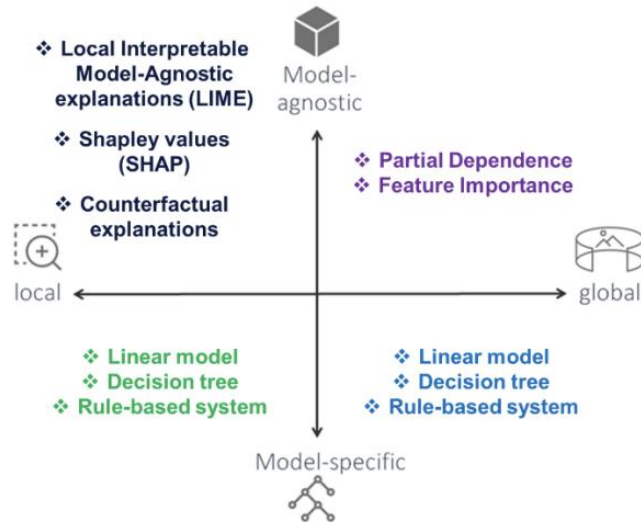 ❖ Local Interpretable
Model-Agnostic
explanations (LIME)
❖ Shapley values
(SHAP)
❖ Counterfactual
explanations
Model-
agnostic
❖ Partial Dependence
❖ Feature Importance
local
global
❖ Linear model
❖ Decision tree
❖ Rule-based system
❖ Linear model
❖ Decision tree
❖ Rule-based system
Model-specific